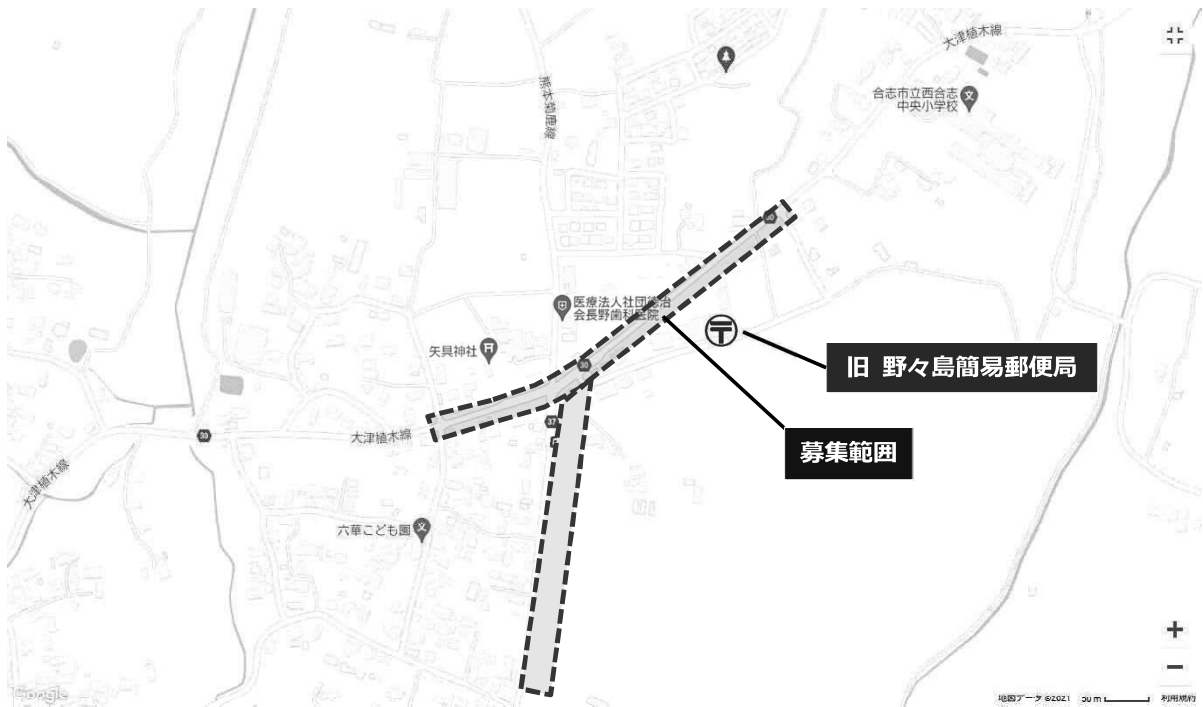 大津植木線
熊本菊鹿線
合志市立西合志
中央小学校
30
医療法人社団徳治
会長野歯科医院
矢具神社
旧 野々島簡易郵便局
30
37
募集範囲
大津植木線
30
大津植木線
六華こども園
Google
地図データ ©2021
50 m
利用規約